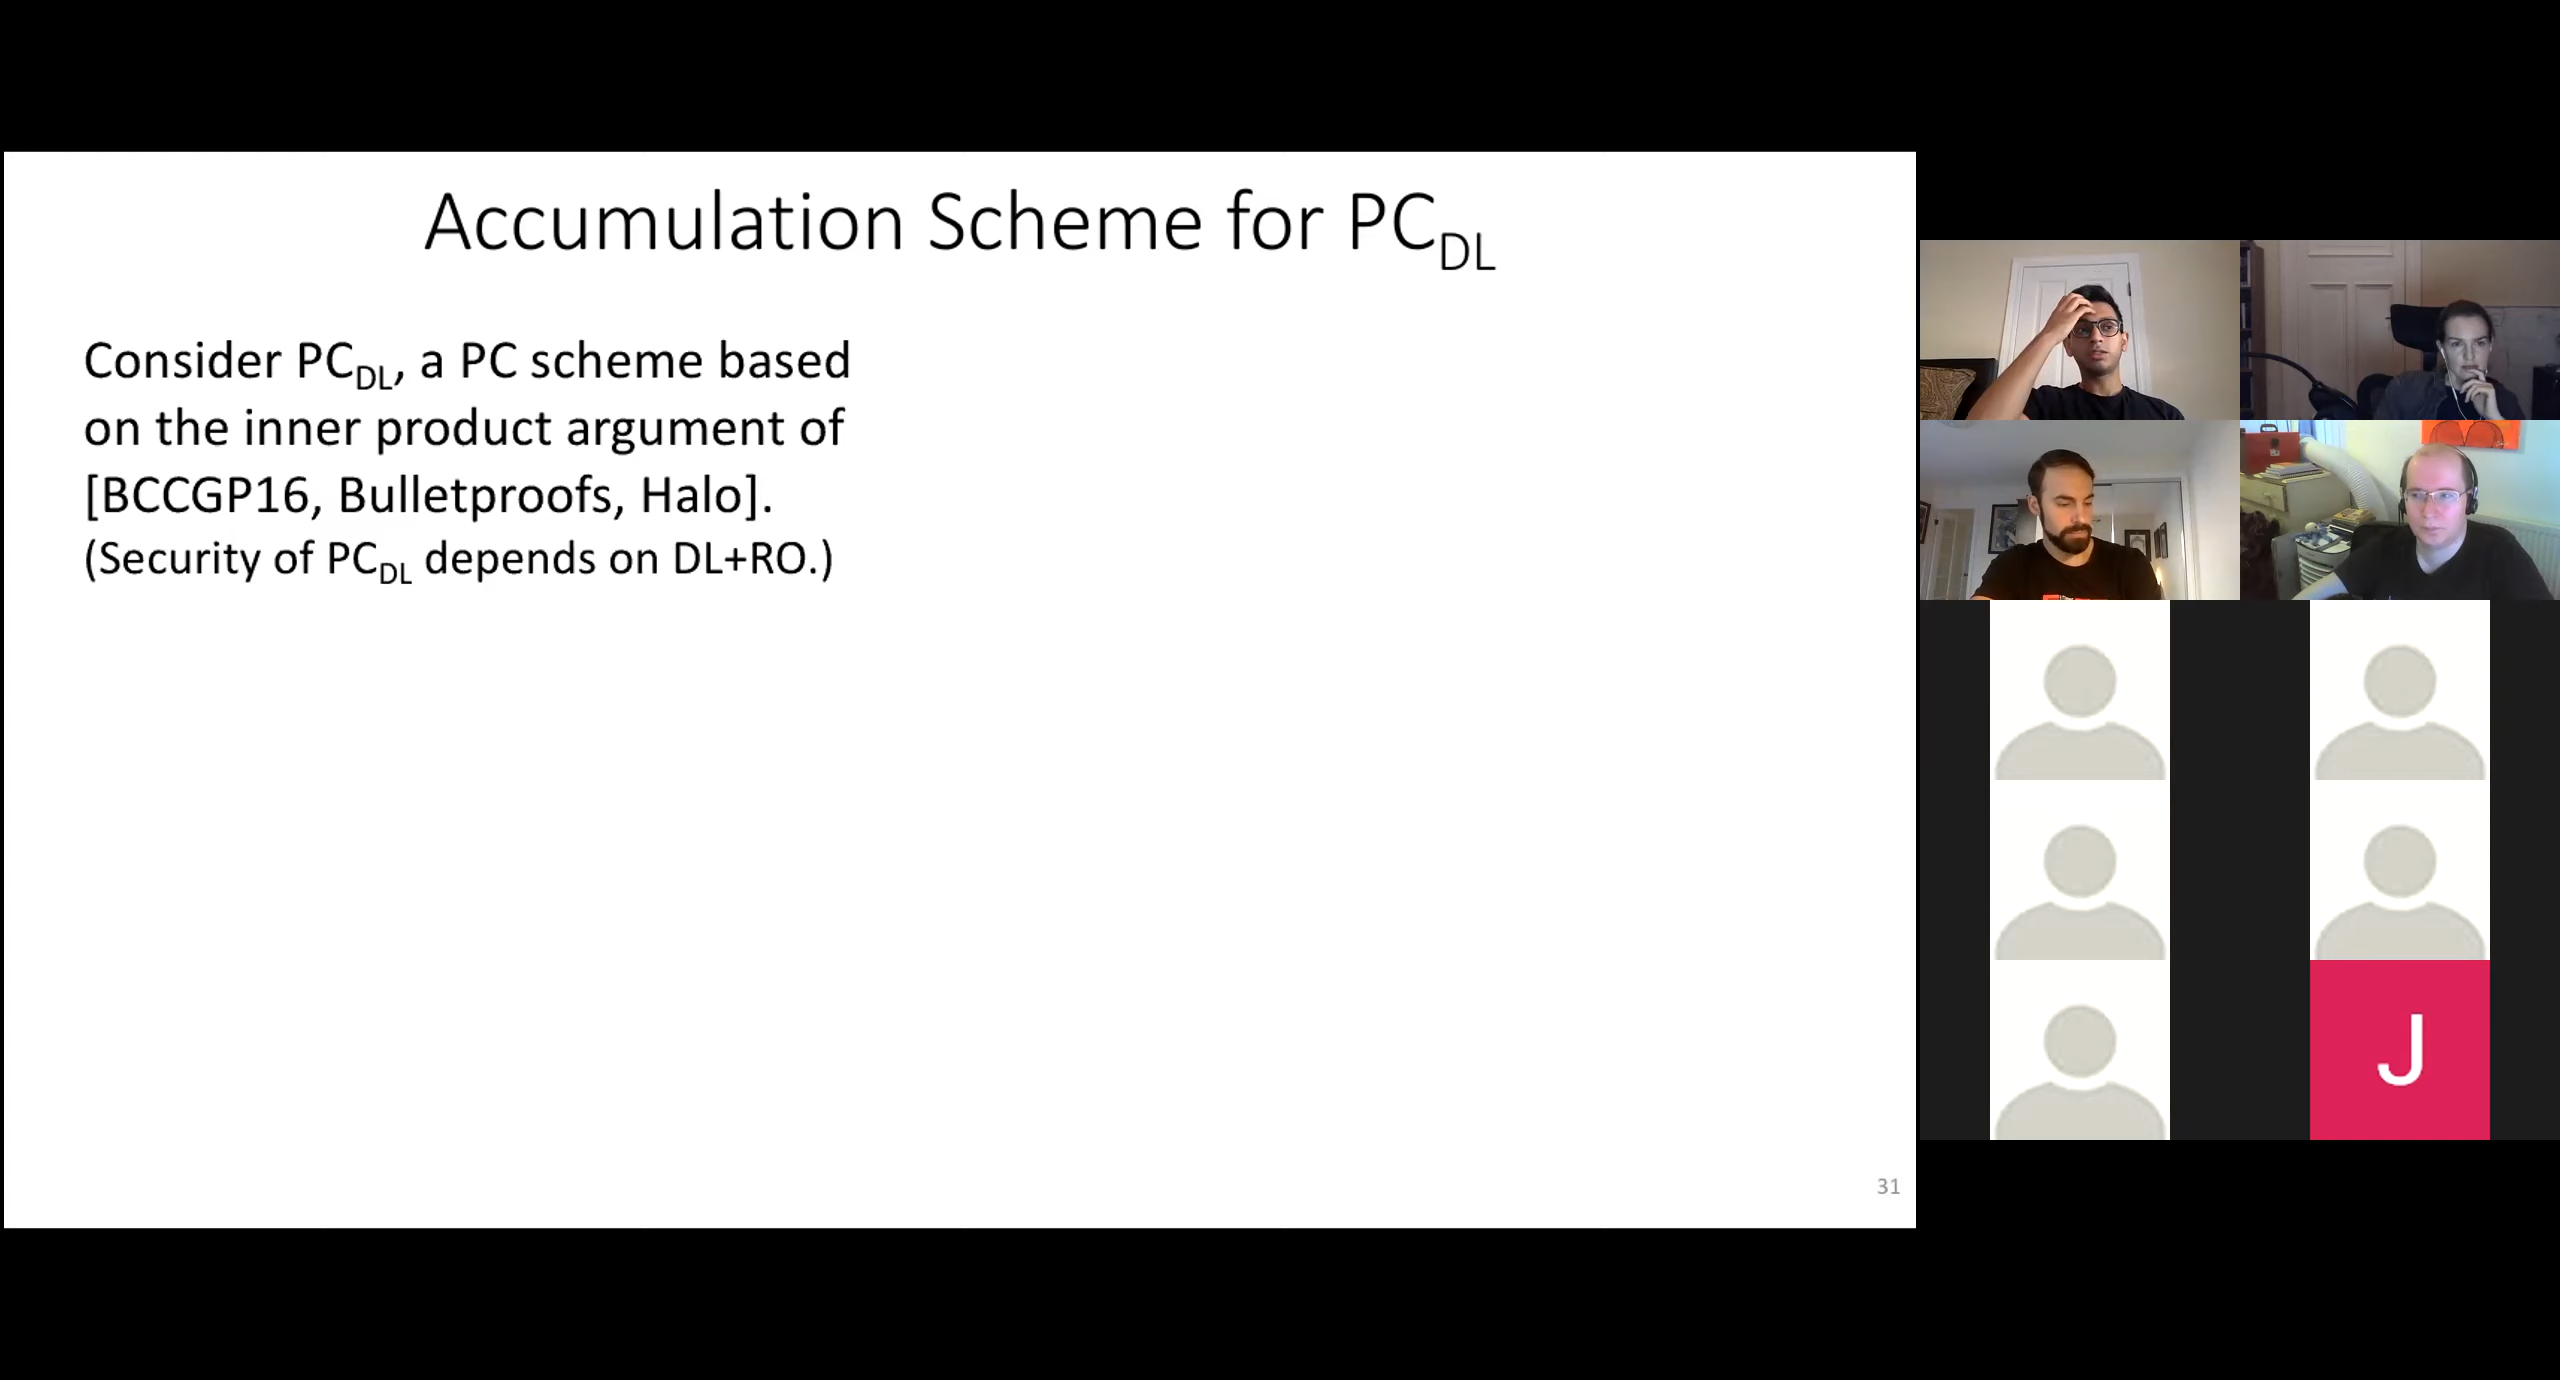 Accumulation Scheme for PC_DL
Consider PC_DL, a PC scheme based
on the inner product argument of
[BCCGP16, Bulletproofs, Halo].
(Security of PC_DL depends on DL+RO.)
J
31